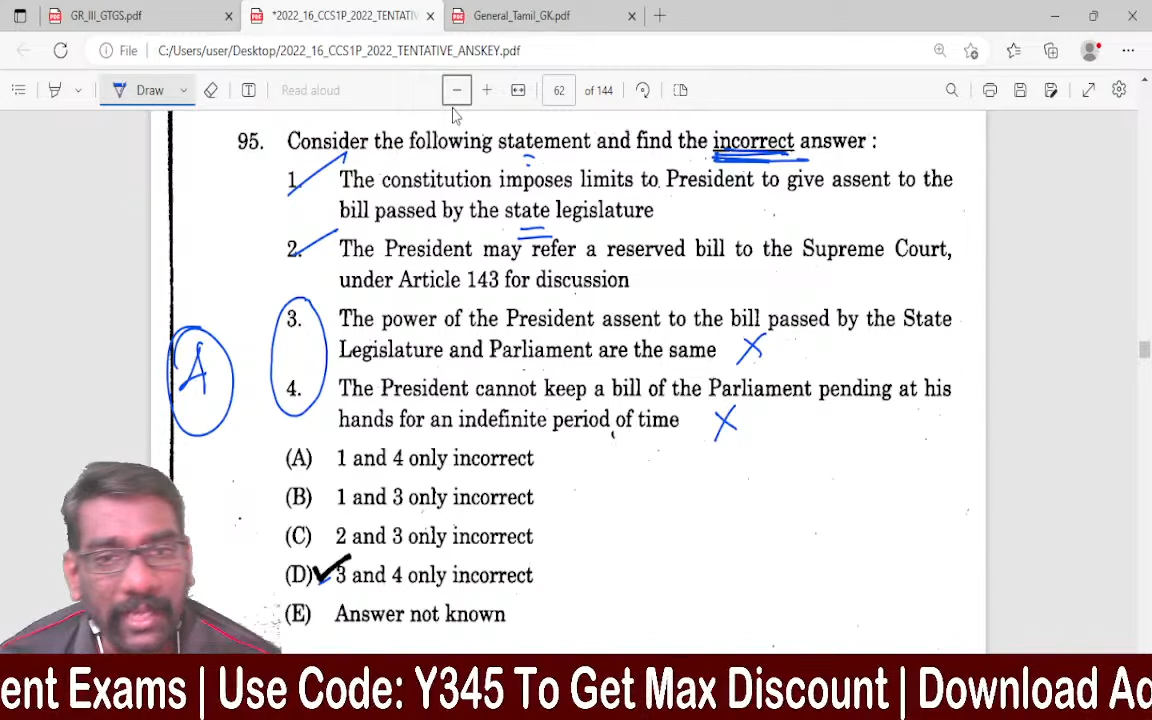 GR_III_GTGS.pdf
*2022_16_CCS1P_2022_TENTATIV
General_Tamil_GK.pdf
File
C:/Users/user/Desktop/2022_16_CCS1P_2022_TENTATIVE_ANSKEY.pdf
Draw
Read aloud
62 of 144
95. Consider the following statement and find the incorrect answer :
1. The constitution imposes limits to President to give assent to the
bill passed by the state legislature
2. The President may refer a reserved bill to the Supreme Court,
under Article 143 for discussion
3. The power of the President assent to the bill passed by the State
Legislature and Parliament are the same X
A
4. The President cannot keep a bill of the Parliament pending at his
hands for an indefinite period of time X
(A) 1 and 4 only incorrect
(B) 1 and 3 only incorrect
(C) 2 and 3 only incorrect
(D) 3 and 4 only incorrect
(E) Answer not known
ent Exams | Use Code: Y345 To Get Max Discount | Download Ad